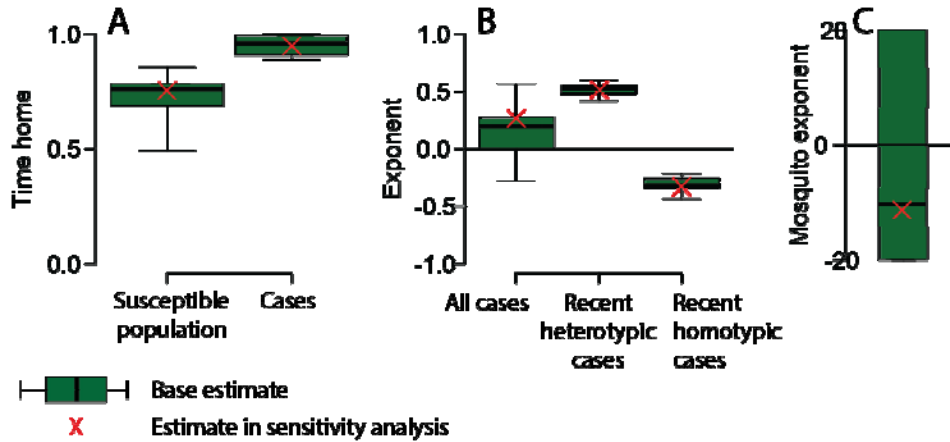 A
1.0
0.5
0.0
Time home
Susceptible
population
Cases
B
1.0
0.5
0.0
-0.5
-1.0
Exponent
All cases
Recent
heterotypic
cases
Recent
homotypic
cases
C
20
0
-20
Mosquito exponent
Base estimate
X Estimate in sensitivity analysis